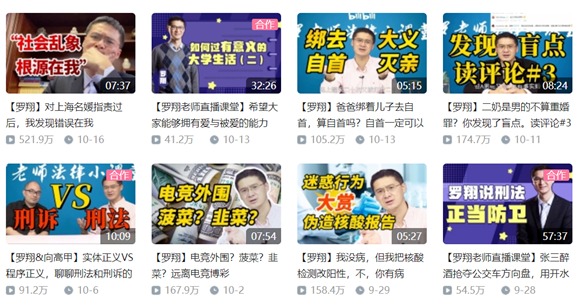 “社会乱象
根源在我”
07:37
合作
如何过有意义的
大学生活（二）
32:26
绑去 大义
自首 灭亲
05:15
发现 盲点
读评论#3
08:24
【罗翔】对上海名媛指责过
后，我发现错误在我
521.9万 10-16
【罗翔老师直播课堂】希望大
家能够拥有爱与被爱的能力
41.2万 10-13
【罗翔】爸爸绑着儿子去自
首，算自首吗？自首一定可以
105.2万 10-13
【罗翔】二奶是男的不算重婚
罪？你发现了盲点。读评论#3
174.7万 10-11
老师法律小课堂
VS
刑诉 刑法
合作
10:09
电竞外围
菠菜？韭菜？
07:54
迷惑行为
大赏
伪造核酸报告
05:27
合作
罗翔说刑法
正当防卫
57:37
【罗翔&向高甲】实体正义VS
程序正义，聊聊刑法和刑诉的
91.2万 10-6
【罗翔】电竞外围？菠菜？韭
菜？远离电竞博彩
167.9万 10-2
【罗翔】我没病，但我把核酸
检测改阳性，不，你有病
158.4万 9-29
【罗翔老师直播课堂】张三醉
酒抢夺公交车方向盘，用开水
54.5万 9-28